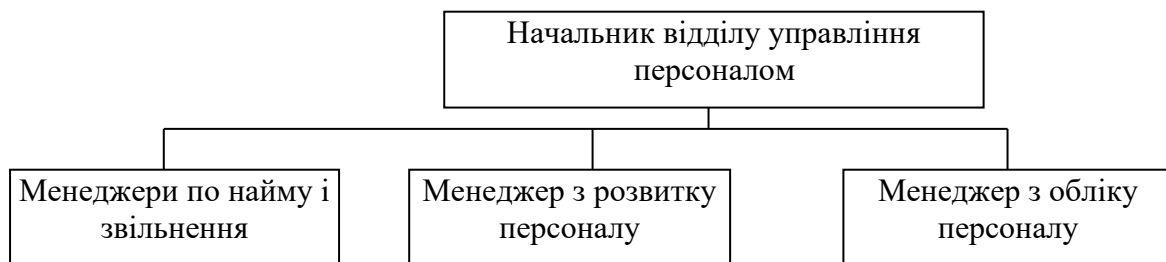 Начальник відділу управління
персоналом
Менеджери по найму і
звільнення
Менеджер з розвитку
персоналу
Менеджер з обліку
персоналу